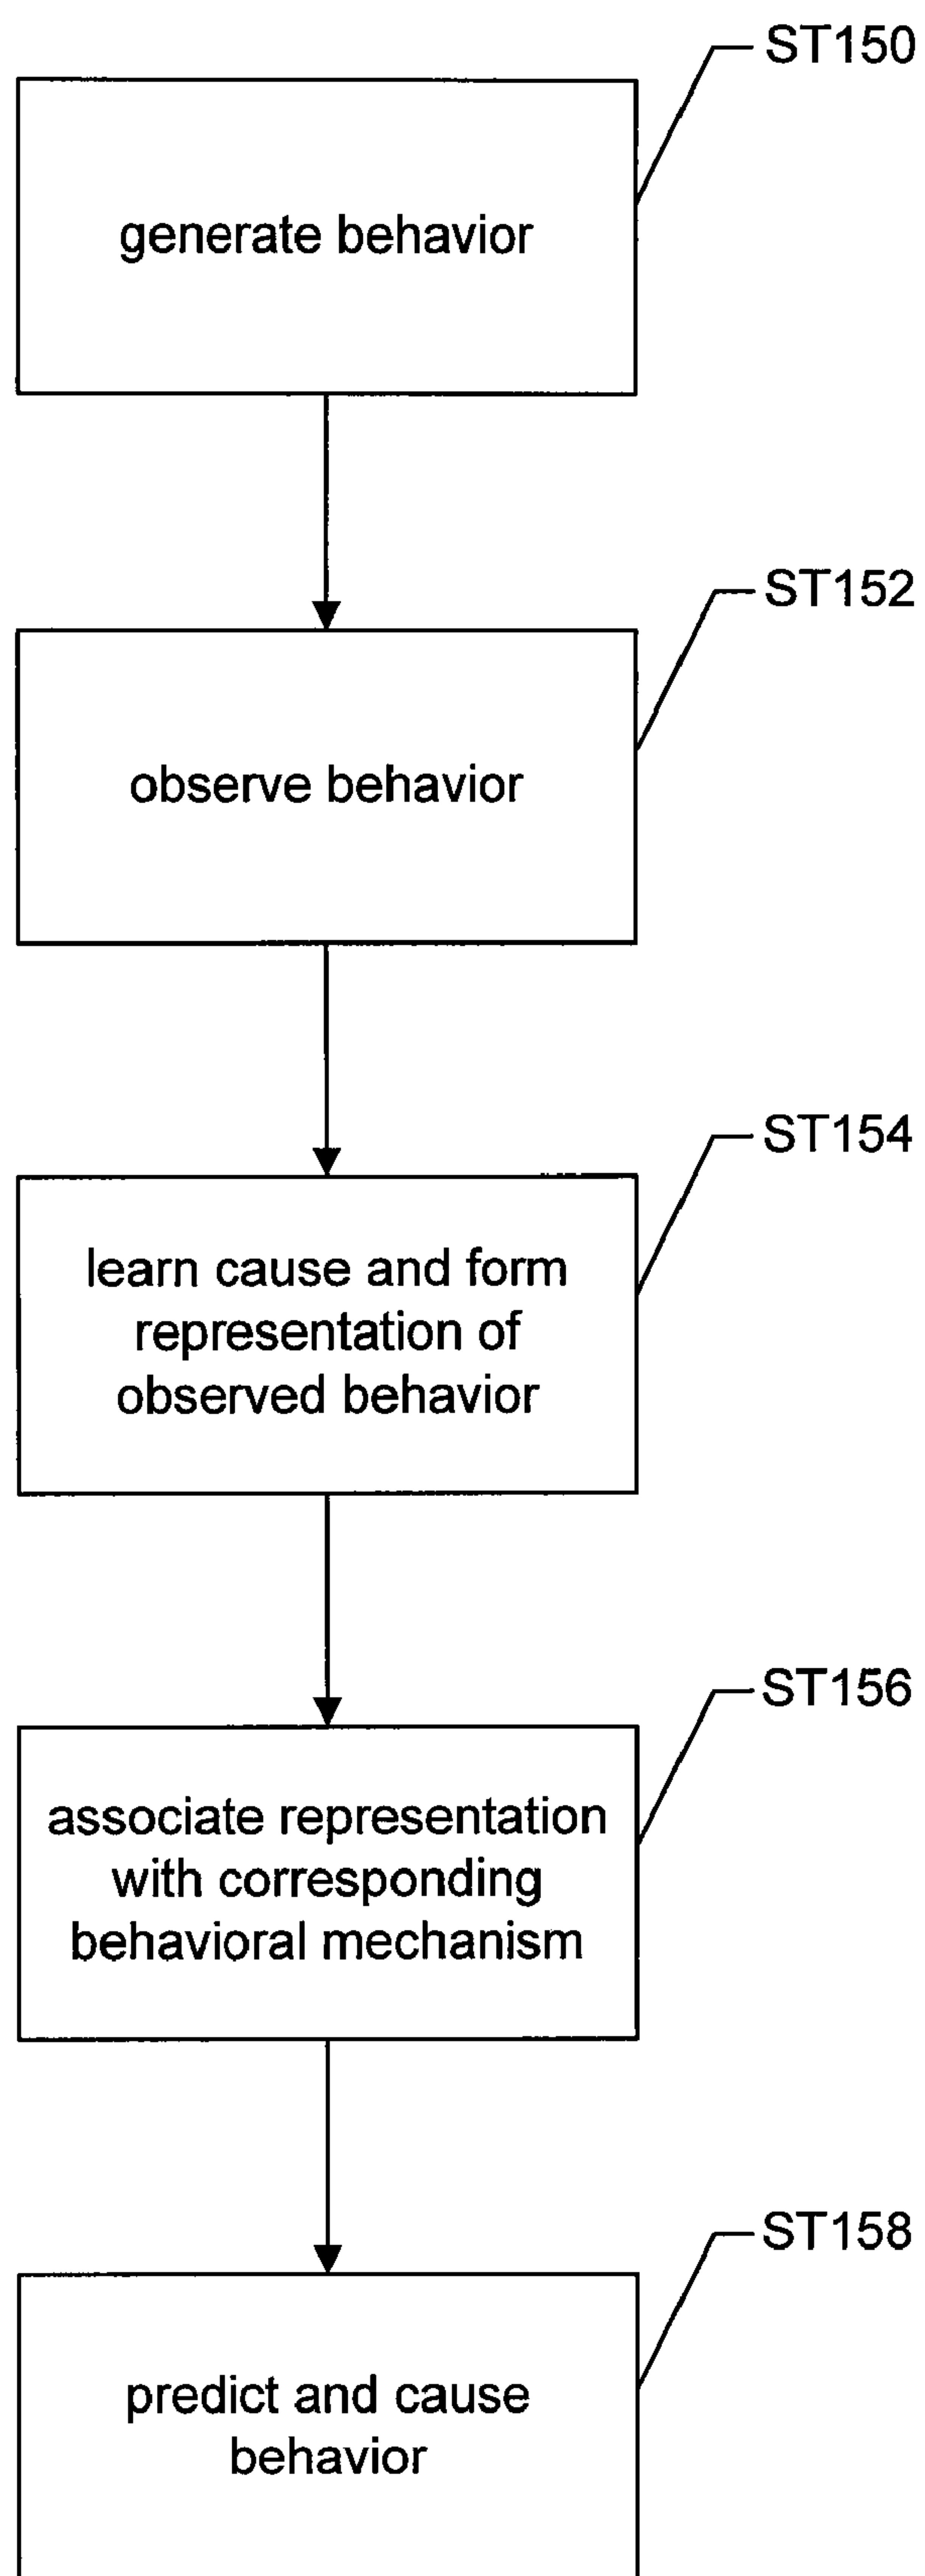 ST150
generate behavior
ST152
observe behavior
ST154
learn cause and form
representation of
observed behavior
ST156
associate representation
with corresponding
behavioral mechanism
ST158
predict and cause
behavior